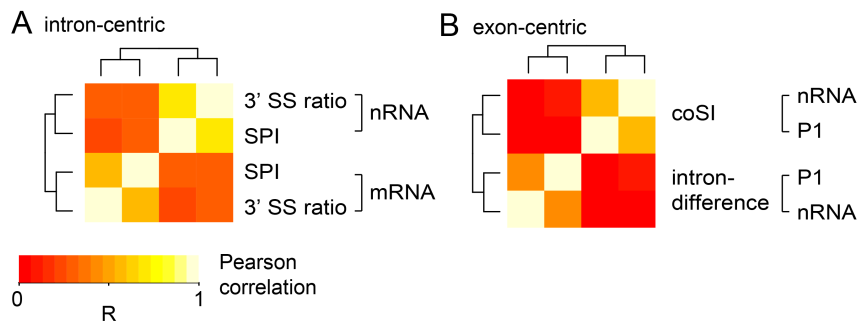 A intron-centric
3' SS ratio
SPI
nRNA
SPI
3' SS ratio
mRNA
0 1
R
Pearson
correlation
B exon-centric
coSI
nRNA
P1
intron-
difference
P1
nRNA